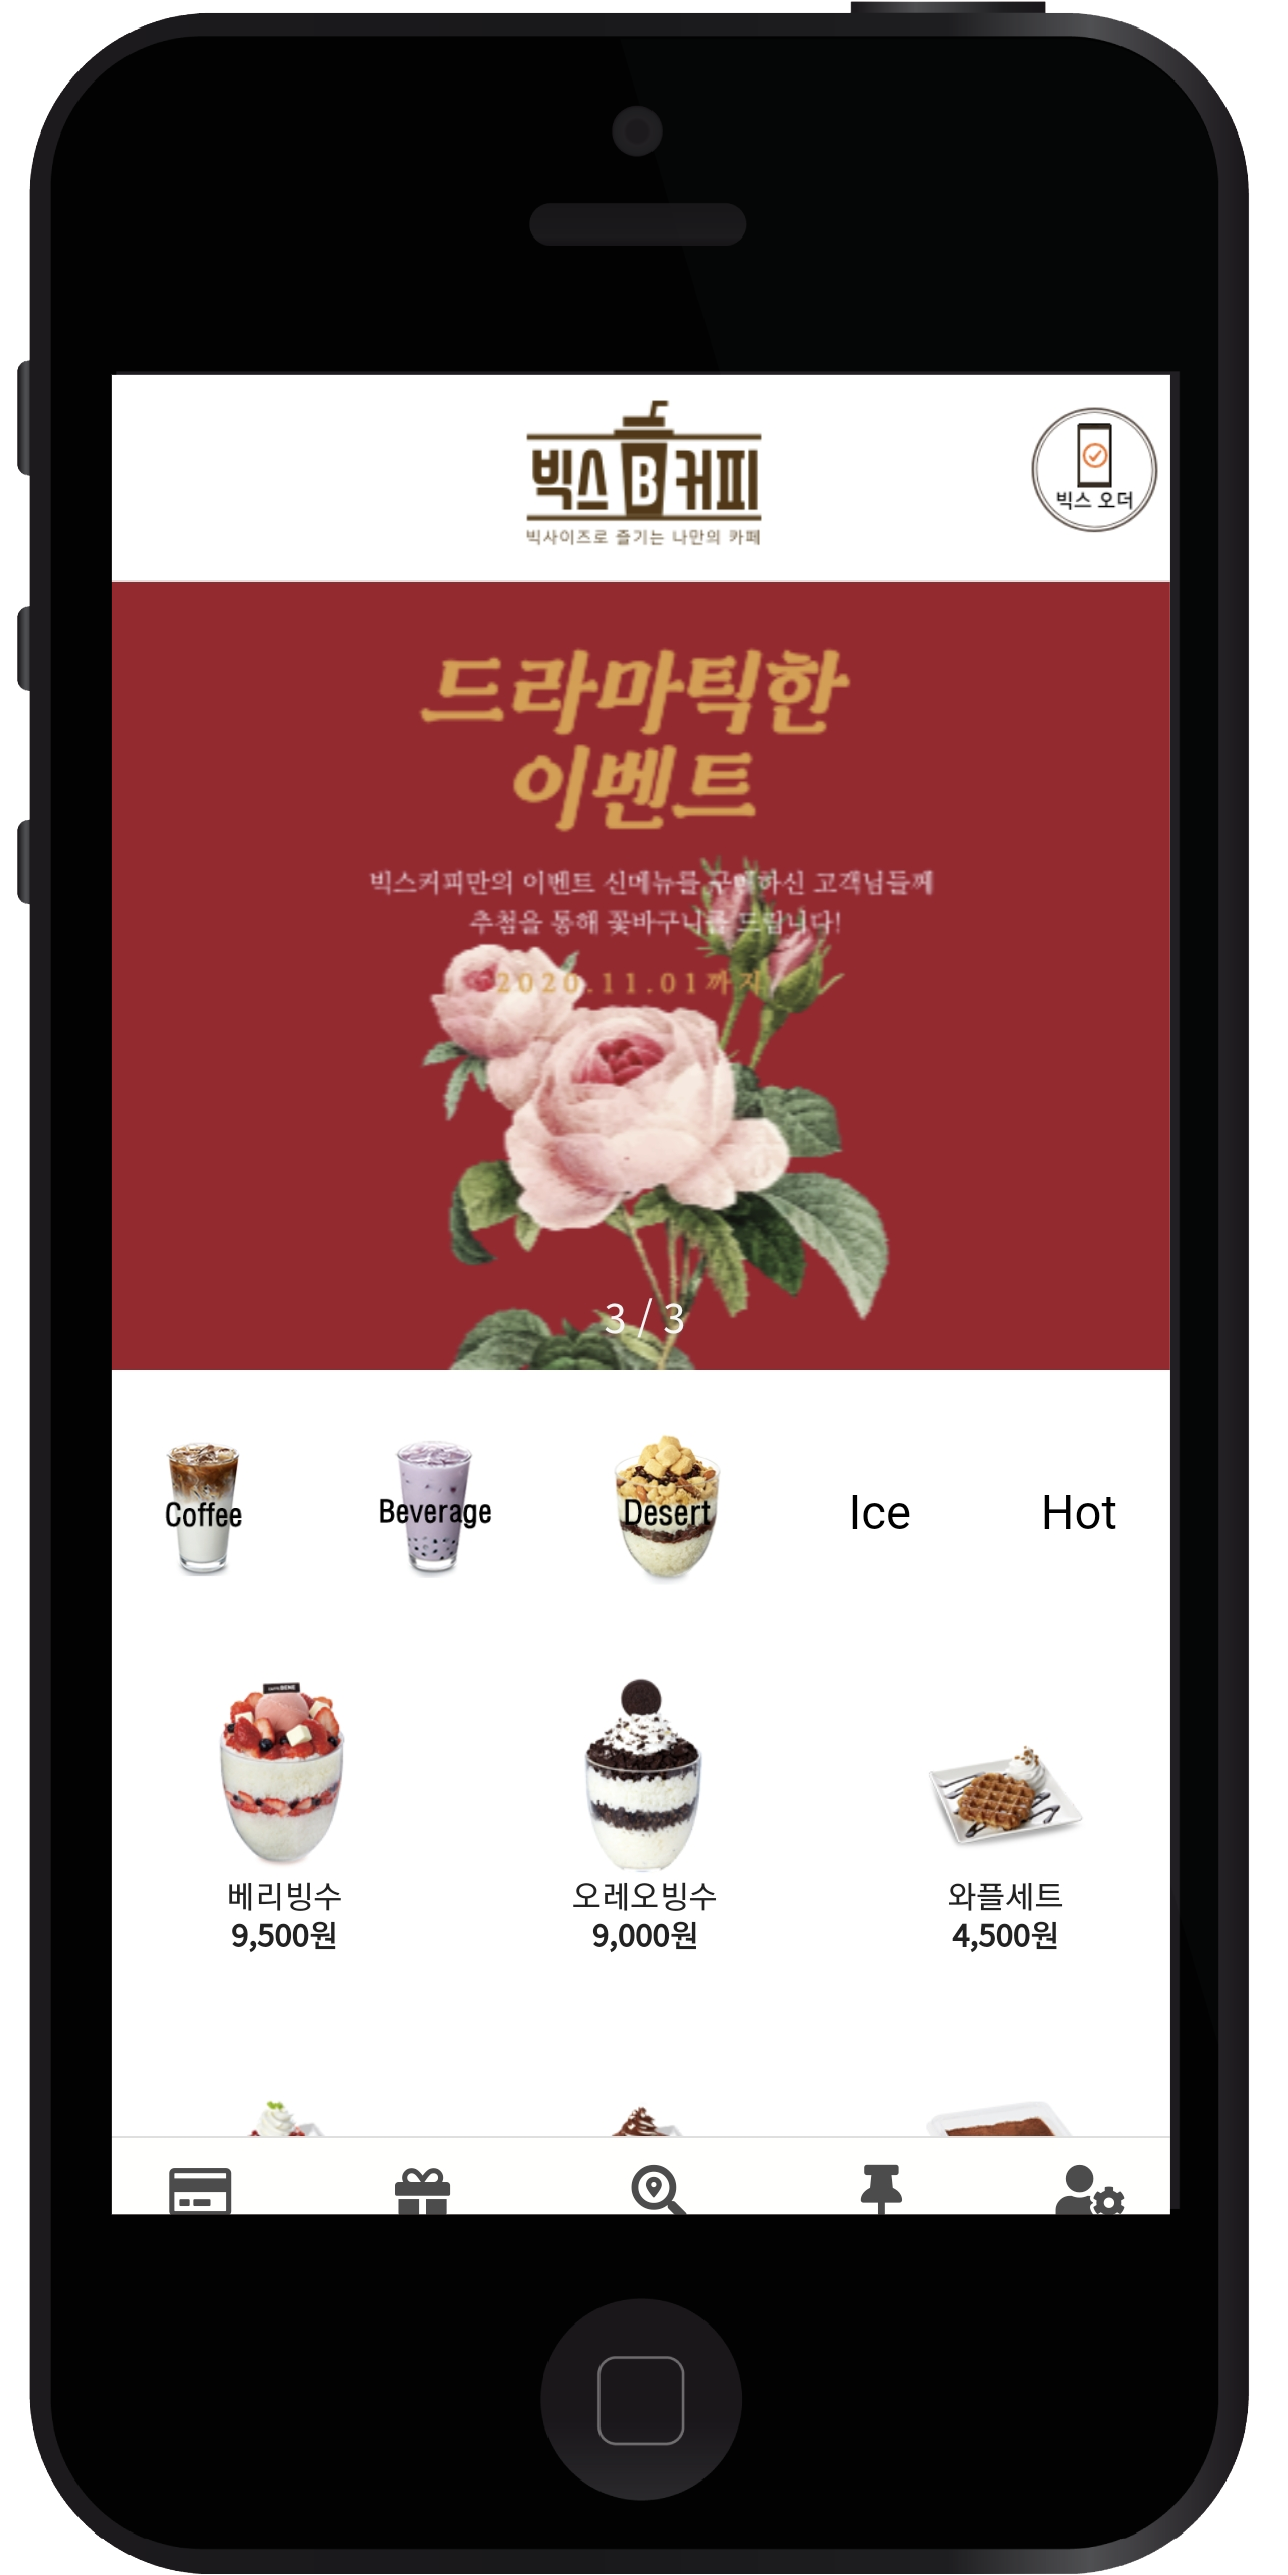 빅스 B 커피
빅사이즈로 즐기는 나만의 카페
빅스 오더
드라마틱한
이벤트
빅스커피만의 이벤트 신메뉴를 구매하신 고객님들께
추첨을 통해 꽃바구니를 드립니다!
2020.11.01까지
3 / 3
Coffee
Beverage
Desert
Ice
Hot
베리빙수
9,500원
오레오빙수
9,000원
와플세트
4,500원